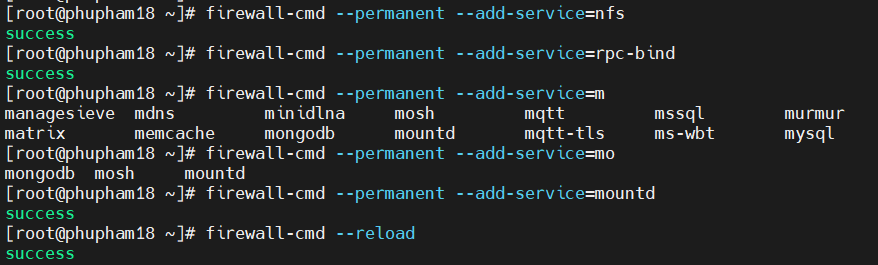 [root@phupham18 ~]# firewall-cmd --permanent --add-service=nfs
success
[root@phupham18 ~]# firewall-cmd --permanent --add-service=rpc-bind
success
[root@phupham18 ~]# firewall-cmd --permanent --add-service=m
managesieve  mdns         minidlna     mosh         mqtt         mssql        murmur
matrix       memcache     mongodb      mountd       mqtt-tls     ms-wbt       mysql
[root@phupham18 ~]# firewall-cmd --permanent --add-service=mo
mongodb  mosh     mountd
[root@phupham18 ~]# firewall-cmd --permanent --add-service=mountd
success
[root@phupham18 ~]# firewall-cmd --reload
success